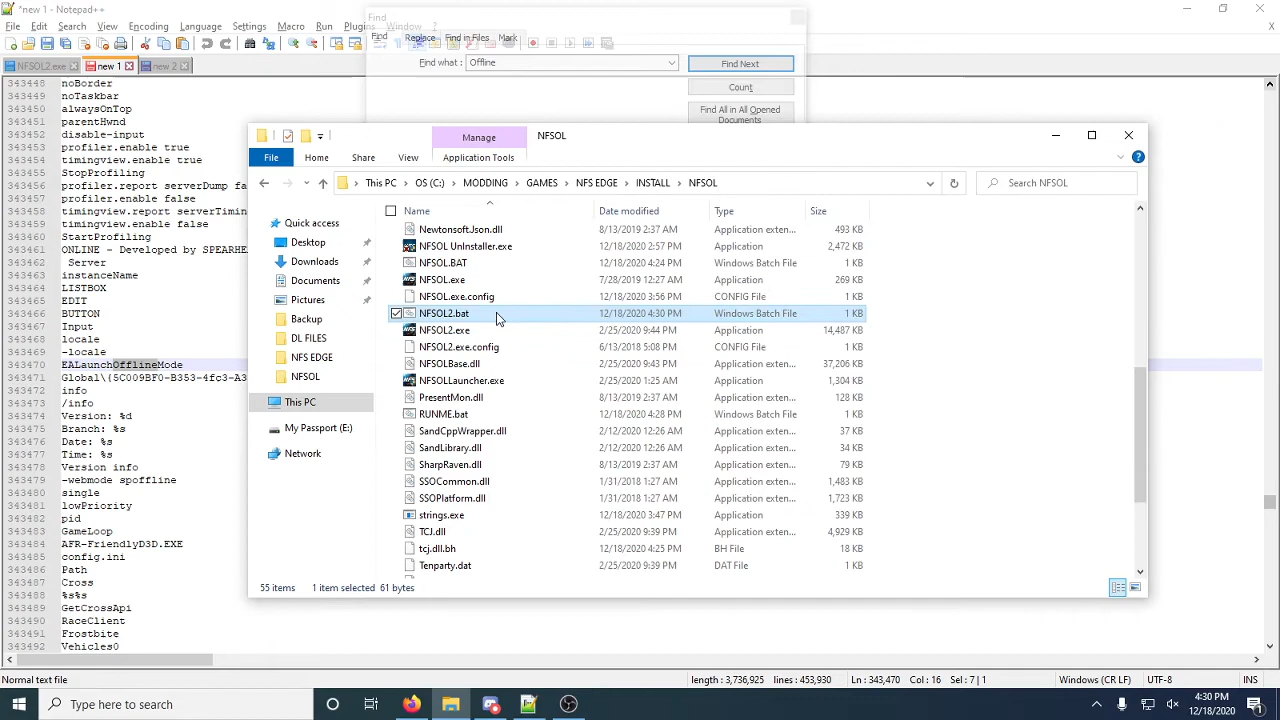 *new 1 - Notepad++
File Edit Search View Encoding Language Settings Macro Run Plugins Window ?
NFSOL2.exe new 1 new 2
Find
Find Replace Find in Files Mark
Find what : Offline Find Next
Count
Find All in All Opened Documents
343448 noBorder
343449 noTaskbar
343450 alwaysOnTop
343451 parentHwnd
343452 disable-input
343453 profiler.enable true
343454 timingview.enable true
343455 StopProfiling
343456 profiler.report serverDump fa
343457 profiler.enable false
343458 timingview.report serverTimin
343459 timingview.enable false
343460 StartProfiling
343461 ONLINE - Developed by SPEARHE
343462 Server
343463 instanceName
343464 LISTBOX
343465 EDIT
343466 BUTTON
343467 Input
343468 locale
343469 -locale
343470 EALaunchOfflineMode
343471 Global\{5C009BF0-B353-4fc3-A3
343472 info
343473 /info
343474 Version: %d
343475 Branch: %s
343476 Date: %s
343477 Time: %s
343478 Version info
343479 -webmode spoffline
343480 single
343481 lowPriority
343482 pid
343483 GameLoop
343484 AFR-FriendlyD3D.EXE
343485 config.ini
343486 Path
343487 Cross
343488 %s%s
343489 GetCrossApi
343490 RaceClient
343491 Frostbite
343492 Vehicles0
Manage NFSOL
File Home Share View Application Tools
This PC > OS (C:) > MODDING > GAMES > NFS EDGE > INSTALL > NFSOL Search NFSOL
Quick access
Desktop
Downloads
Documents
Pictures
Backup
DL FILES
NFS EDGE
NFSOL
This PC
My Passport (E:)
Network
Name Date modified Type Size
Newtonsoft.Json.dll 8/13/2019 2:37 AM Application exten... 493 KB
NFSOL UnInstaller.exe 12/18/2020 2:57 PM Application 2,472 KB
NFSOL.BAT 12/18/2020 4:24 PM Windows Batch File 1 KB
NFSOL.exe 7/28/2019 12:27 AM Application 269 KB
NFSOL.exe.config 12/18/2020 3:56 PM CONFIG File 1 KB
NFSOL2.bat 12/18/2020 4:30 PM Windows Batch File 1 KB
NFSOL2.exe 2/25/2020 9:44 PM Application 14,487 KB
NFSOL2.exe.config 6/13/2018 5:08 PM CONFIG File 1 KB
NFSOLBase.dll 2/25/2020 9:43 PM Application exten... 37,206 KB
NFSOLLauncher.exe 2/25/2020 1:25 AM Application 1,304 KB
PresentMon.dll 8/13/2019 2:37 AM Application exten... 128 KB
RUNME.bat 12/18/2020 4:28 PM Windows Batch File 1 KB
SandCppWrapper.dll 2/12/2020 12:26 AM Application exten... 37 KB
SandLibrary.dll 2/12/2020 12:26 AM Application exten... 34 KB
SharpRaven.dll 8/13/2019 2:37 AM Application exten... 79 KB
SSOCommon.dll 1/31/2018 1:27 AM Application exten... 1,483 KB
SSOPlatform.dll 1/31/2018 1:27 AM Application exten... 1,723 KB
strings.exe 12/18/2020 3:47 PM Application 339 KB
TCJ.dll 2/25/2020 9:39 PM Application exten... 4,929 KB
tcj.dll.bh 12/18/2020 4:25 PM BH File 18 KB
Tenparty.dat 2/25/2020 9:39 PM DAT File 1 KB
55 items 1 item selected 61 bytes
Normal text file length : 3,736,925 lines : 453,930 Ln : 343,470 Col : 16 Sel : 7 | 1 Windows (CR LF) UTF-8 INS
Type here to search
4:30 PM
12/18/2020